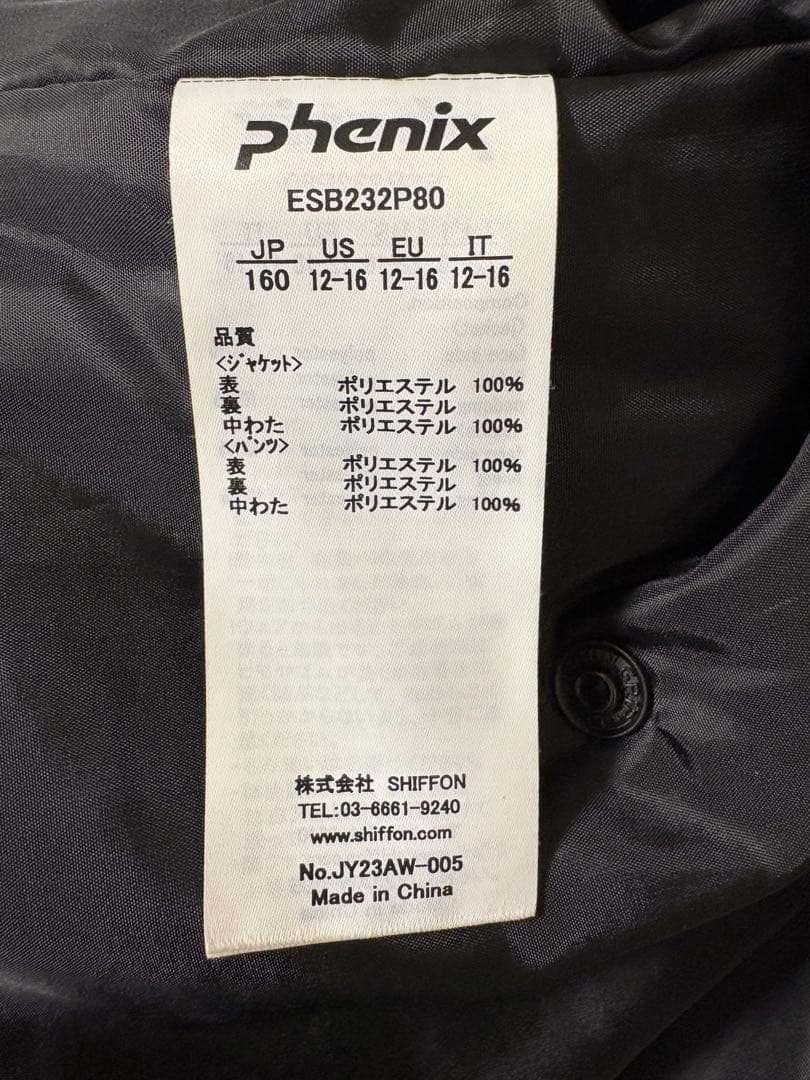 phenix
ESB232P80
JP US EU IT
160 12-16 12-16 12-16
品質
<ジャケット>
表 ポリエステル 100%
裏 ポリエステル
中わた ポリエステル 100%
<パンツ>
表 ポリエステル 100%
裏 ポリエステル
中わた ポリエステル 100%
株式会社 SHIFFON
TEL:03-6661-9240
www.shiffon.com
No.JY23AW-005
Made in China